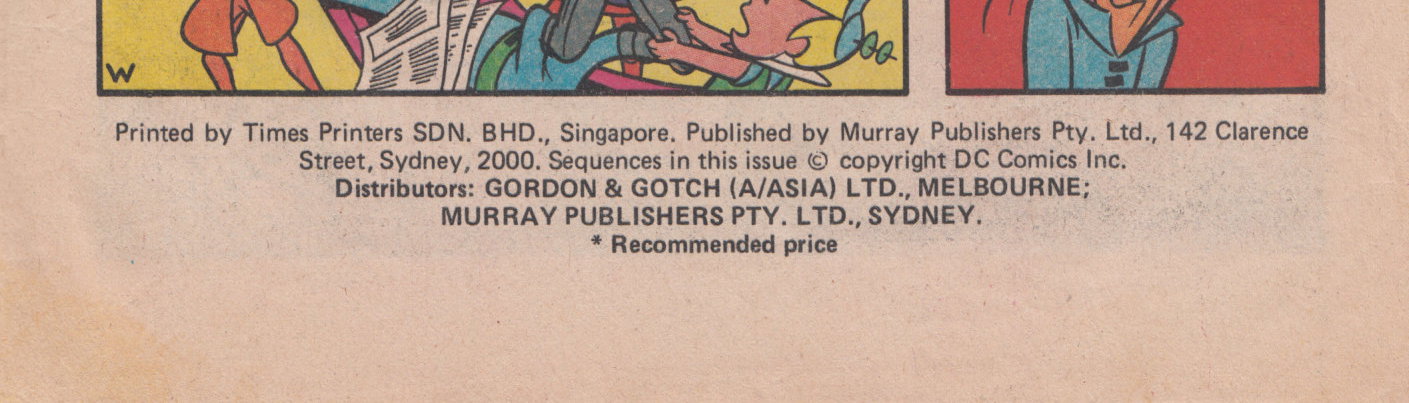 W
Printed by Times Printers SDN. BHD., Singapore. Published by Murray Publishers Pty. Ltd., 142 Clarence
Street, Sydney, 2000. Sequences in this issue © copyright DC Comics Inc.
Distributors: GORDON & GOTCH (A/ASIA) LTD., MELBOURNE;
MURRAY PUBLISHERS PTY. LTD., SYDNEY.
* Recommended price